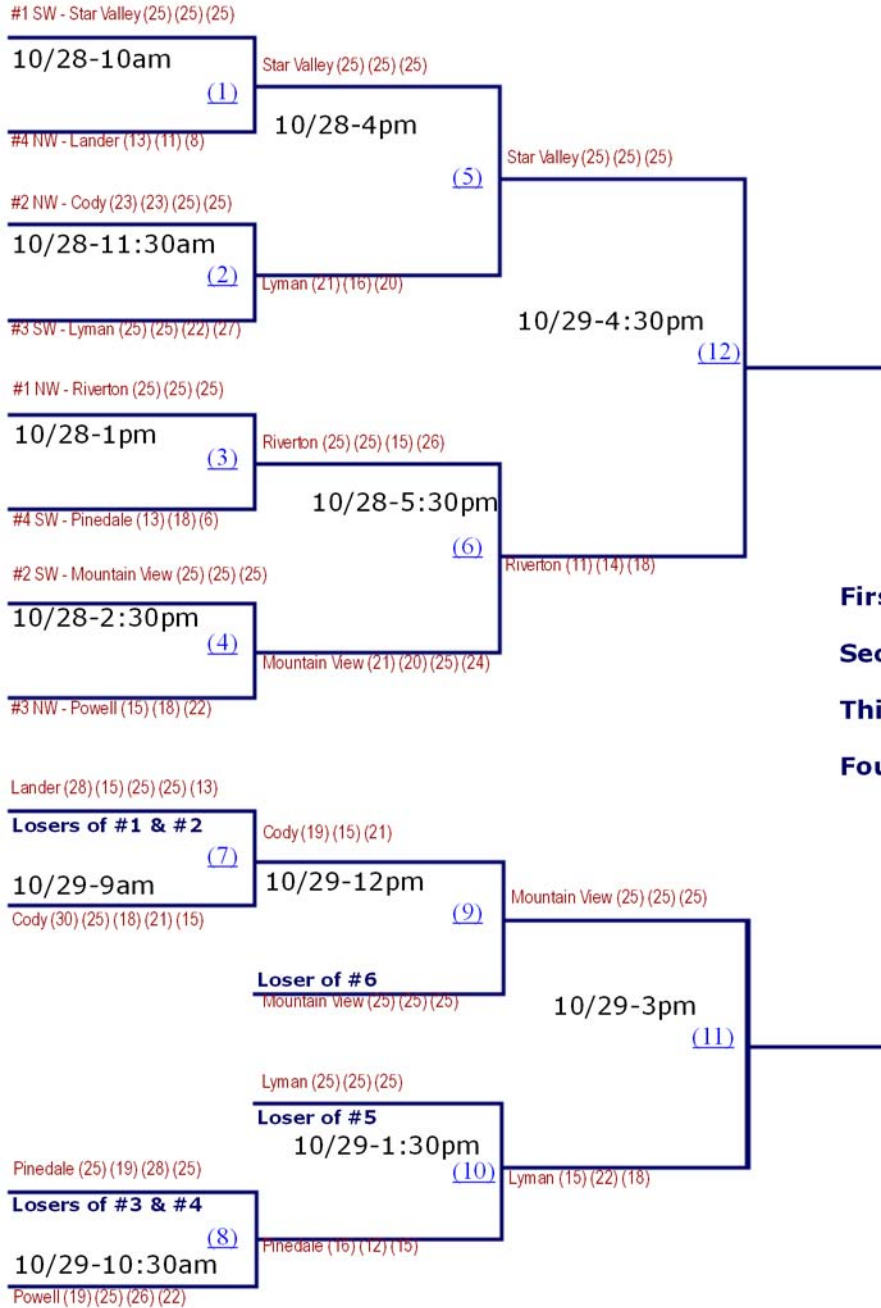 #1 SW - Star Valley (25) (25) (25)
10/28-10am
(1)
#4 NW - Lander (13) (11) (8)
Star Valley (25) (25) (25)
10/28-4pm
(5)
#2 NW - Cody (23) (23) (25) (25)
10/28-11:30am
(2)
#3 SW - Lyman (25) (25) (22) (27)
Lyman (21) (16) (20)
Star Valley (25) (25) (25)
10/29-4:30pm
(12)
#1 NW - Riverton (25) (25) (25)
10/28-1pm
(3)
#4 SW - Pinedale (13) (18) (6)
Riverton (25) (25) (15) (26)
10/28-5:30pm
(6)
Riverton (11) (14) (18)
#2 SW - Mountain View (25) (25) (25)
10/28-2:30pm
(4)
#3 NW - Powell (15) (18) (22)
Mountain View (21) (20) (25) (24)
Firs
Sec
Thi
Fou
Lander (28) (15) (25) (25) (13)
Losers of #1 & #2
(7)
10/29-9am
Cody (30) (25) (18) (21) (15)
Cody (19) (15) (21)
10/29-12pm
(9)
Loser of #6
Mountain View (25) (25) (25)
Mountain View (25) (25) (25)
10/29-3pm
(11)
Lyman (25) (25) (25)
Loser of #5
10/29-1:30pm
(10)
Lyman (15) (22) (18)
Pinedale (25) (19) (28) (25)
Losers of #3 & #4
(8)
10/29-10:30am
Powell (19) (25) (26) (22)
Pinedale (16) (12) (15)